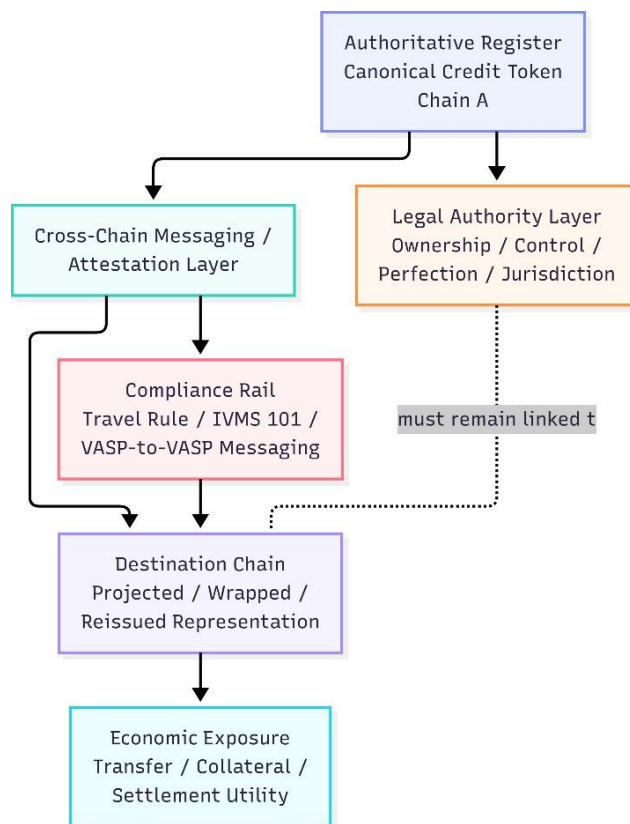 Authoritative Register
Canonical Credit Token
Chain A
Cross-Chain Messaging /
Attestation Layer
Legal Authority Layer
Ownership / Control /
Perfection / Jurisdiction
Compliance Rail
Travel Rule / IVMS 101 /
VASP-to-VASP Messaging
must remain linked t
Destination Chain
Projected / Wrapped /
Reissued Representation
Economic Exposure
Transfer / Collateral /
Settlement Utility